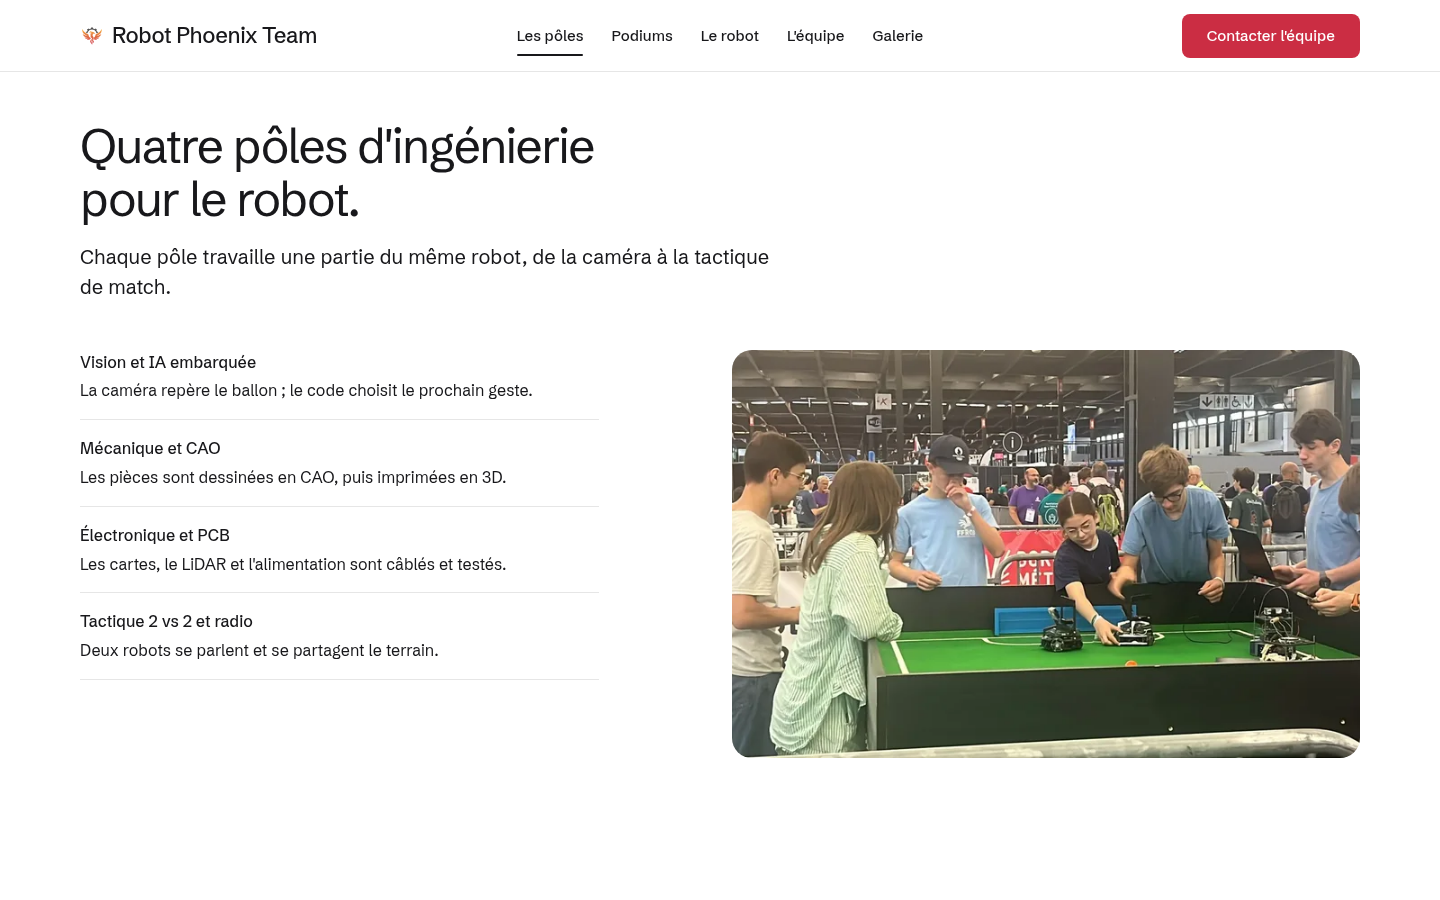 Robot Phoenix Team
Les pôles
Podiums
Le robot
L'équipe
Galerie
Contacter l'équipe
Quatre pôles d'ingénierie
pour le robot.
Chaque pôle travaille une partie du même robot, de la caméra à la tactique
de match.
Vision et IA embarquée
La caméra repère le ballon ; le code choisit le prochain geste.
Mécanique et CAO
Les pièces sont dessinées en CAO, puis imprimées en 3D.
Électronique et PCB
Les cartes, le LiDAR et l'alimentation sont câblés et testés.
Tactique 2 vs 2 et radio
Deux robots se parlent et se partagent le terrain.